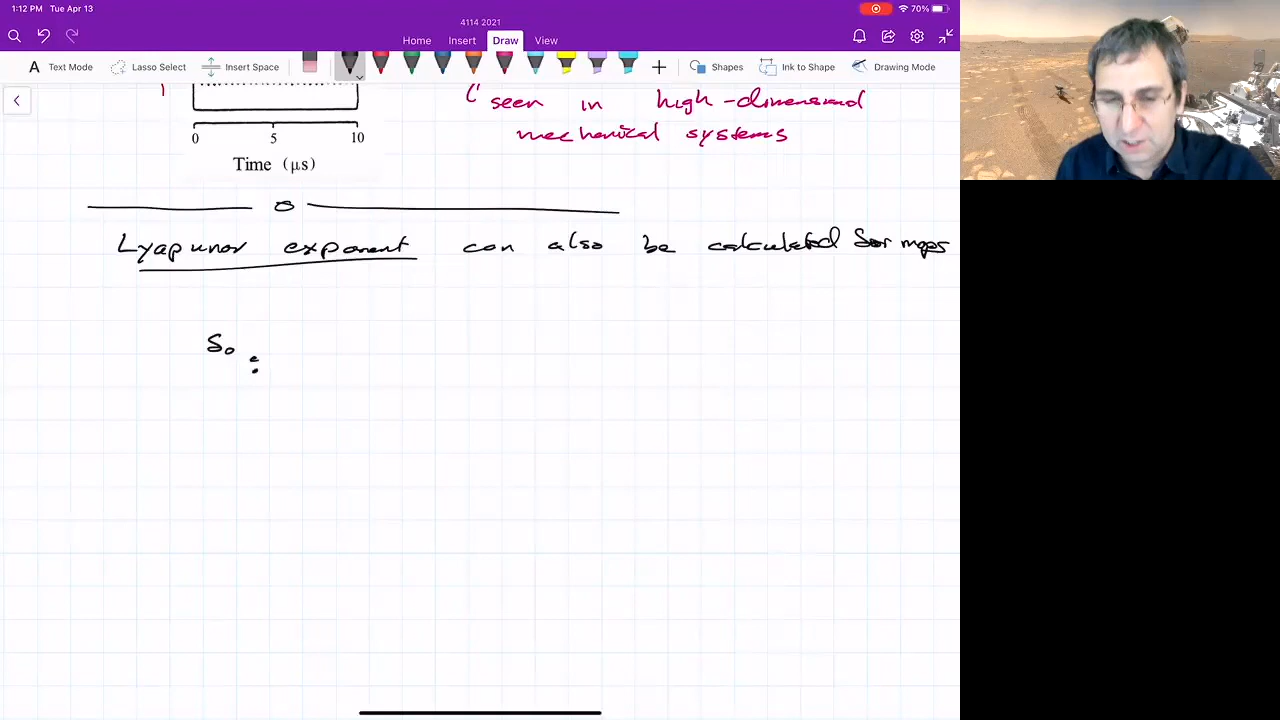 1:12 PM Tue Apr 13
70%
4114 2021
Home Insert Draw View
Text Mode Lasso Select Insert Space Shapes Ink to Shape Drawing Mode
seen in high-dimensional
mechanical systems
0 5 10
Time (μs)
Lyapunov exponent can also be calculated for maps
δ₀ :